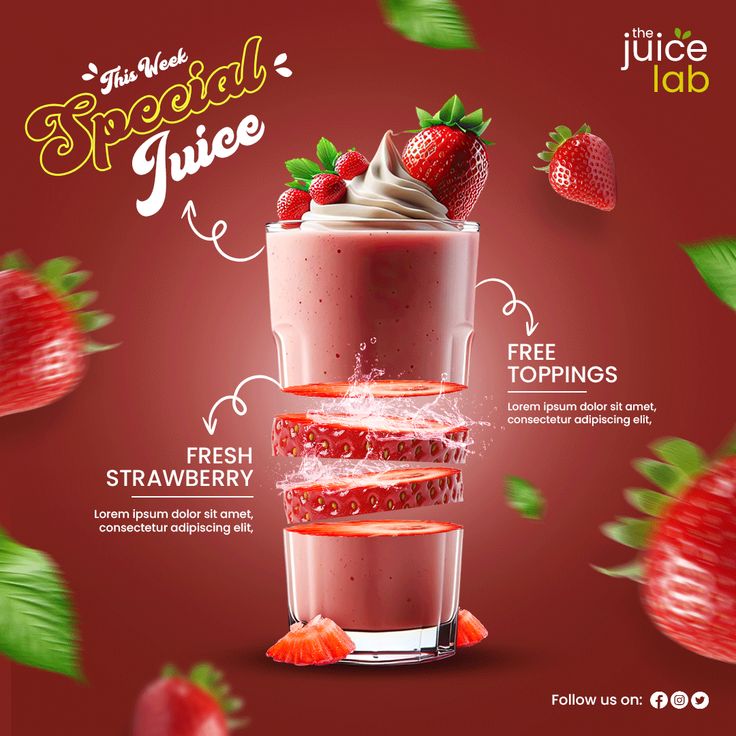 This Week
Special
Juice
the
juice
lab
FREE
TOPPINGS
Lorem ipsum dolor sit amet,
consectetur adipiscing elit,
FRESH
STRAWBERRY
Lorem ipsum dolor sit amet,
consectetur adipiscing elit,
Follow us on: